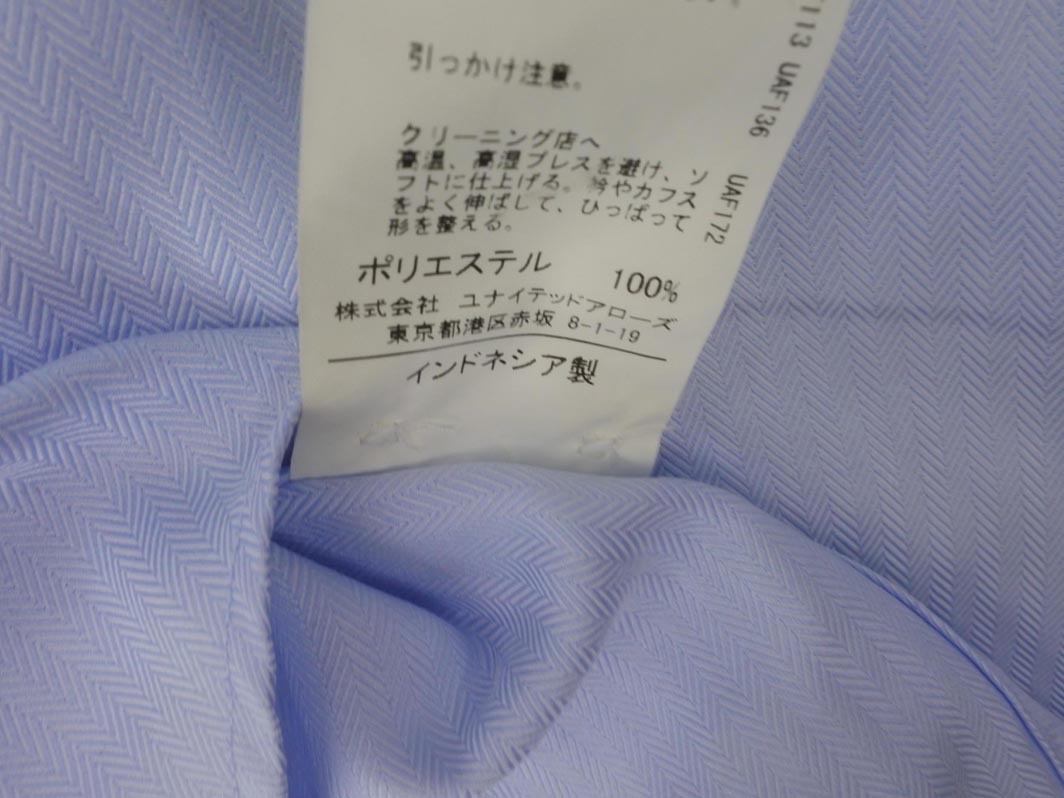 引っかけ注意。
クリーニング店へ
高温、高湿プレスを避け、ソ
フトに仕上げる。衿やカフス
をよく伸ばして、ひっぱって
形を整える。
ポリエステル 100%
株式会社 ユナイテッドアローズ
東京都港区赤坂 8-1-19
インドネシア製
113 UAF136
UAF172